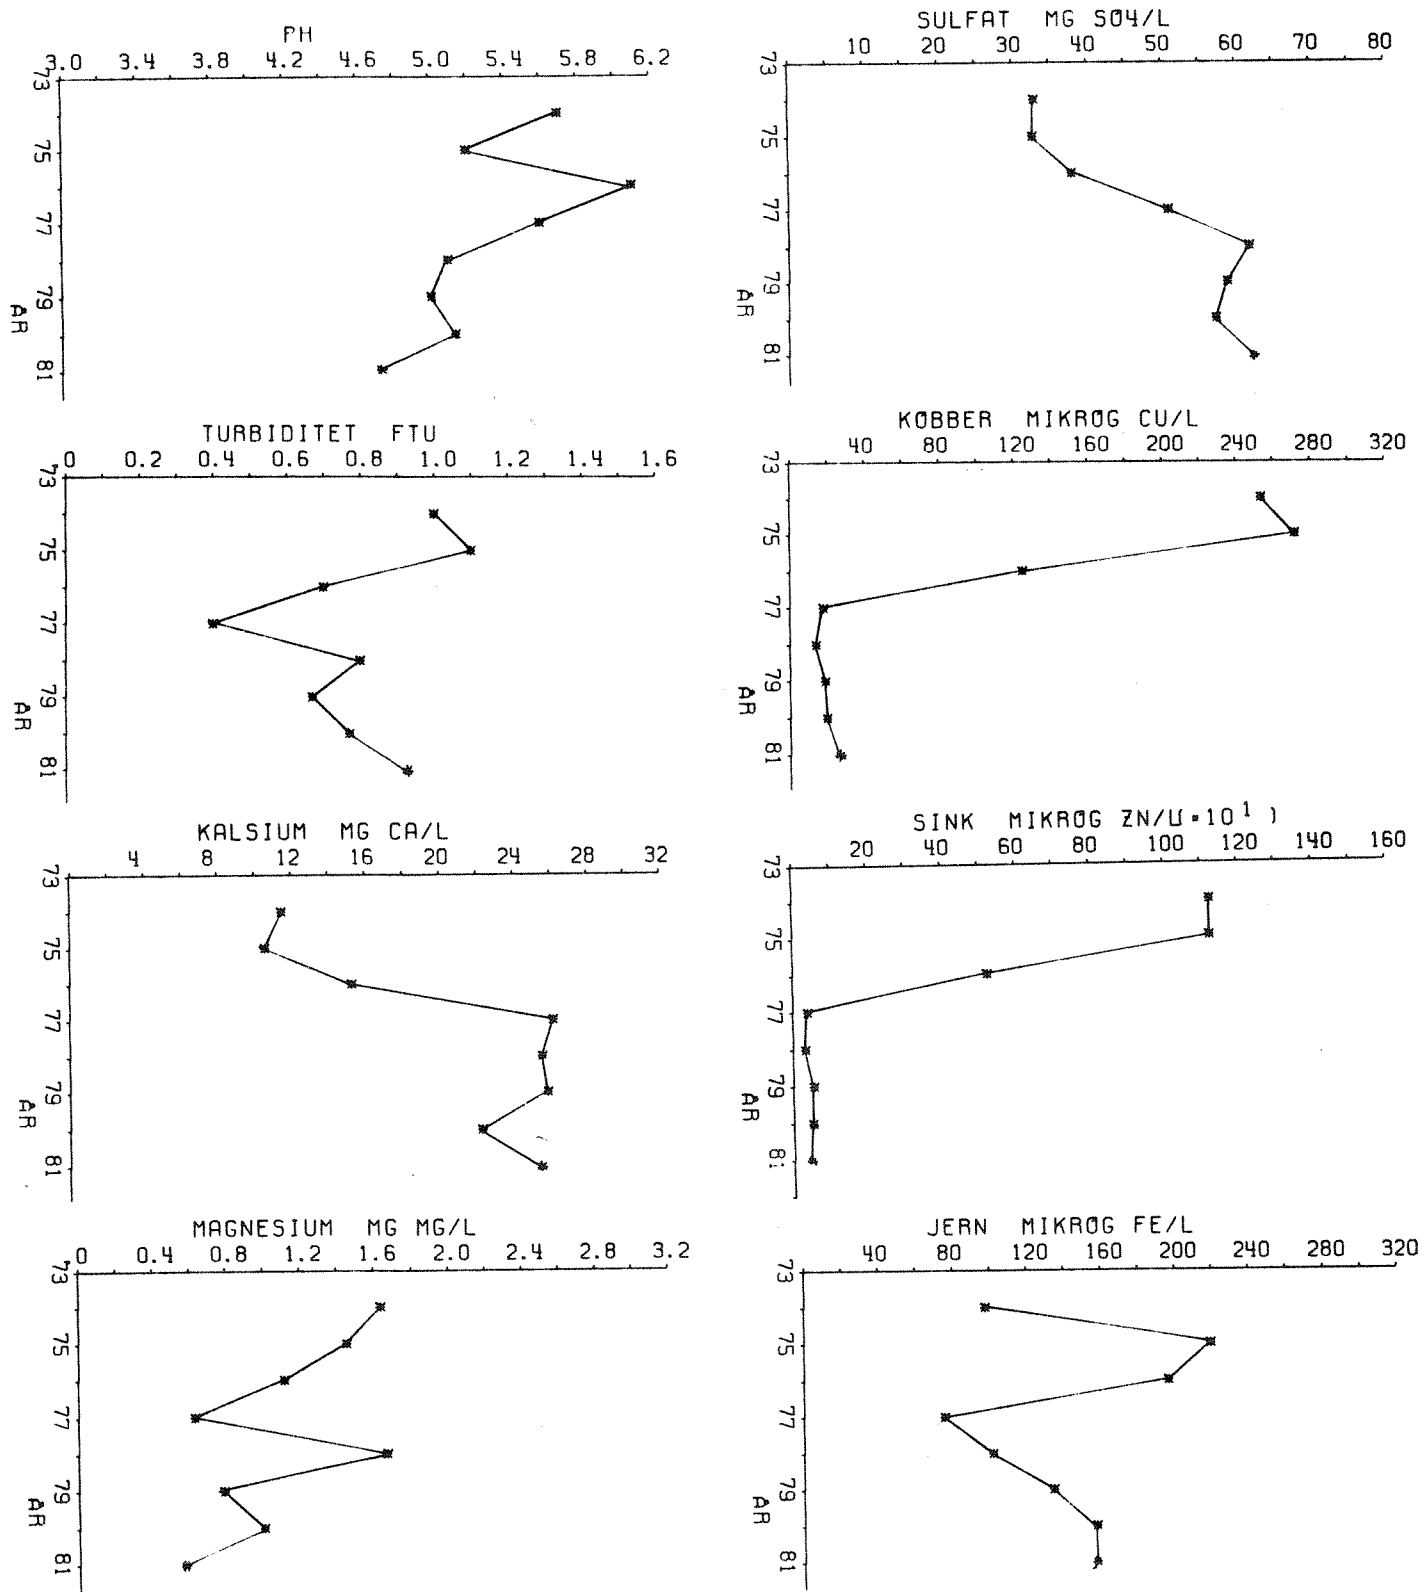 PH
3.0 3.4 3.8 4.2 4.6 5.0 5.4 5.8 6.2
73
75
77
79
81
ÅR
SULFAT MG SO4/L
10 20 30 40 50 60 70 80
73
75
77
79
81
ÅR
TURBIDITET FTU
0 0.2 0.4 0.6 0.8 1.0 1.2 1.4 1.6
73
75
77
79
81
ÅR
KOBBER MIKROG CU/L
40 80 120 160 200 240 280 320
73
75
77
79
81
ÅR
KALSIUM MG CA/L
4 8 12 16 20 24 28 32
73
75
77
79
81
ÅR
SINK MIKROG ZN/L(*10 1 )
20 40 60 80 100 120 140 160
73
75
77
79
81
ÅR
MAGNESIUM MG MG/L
0 0.4 0.8 1.2 1.6 2.0 2.4 2.8 3.2
73
75
77
79
81
ÅR
JERN MIKROG FE/L
40 80 120 160 200 240 280 320
73
75
77
79
81
ÅR